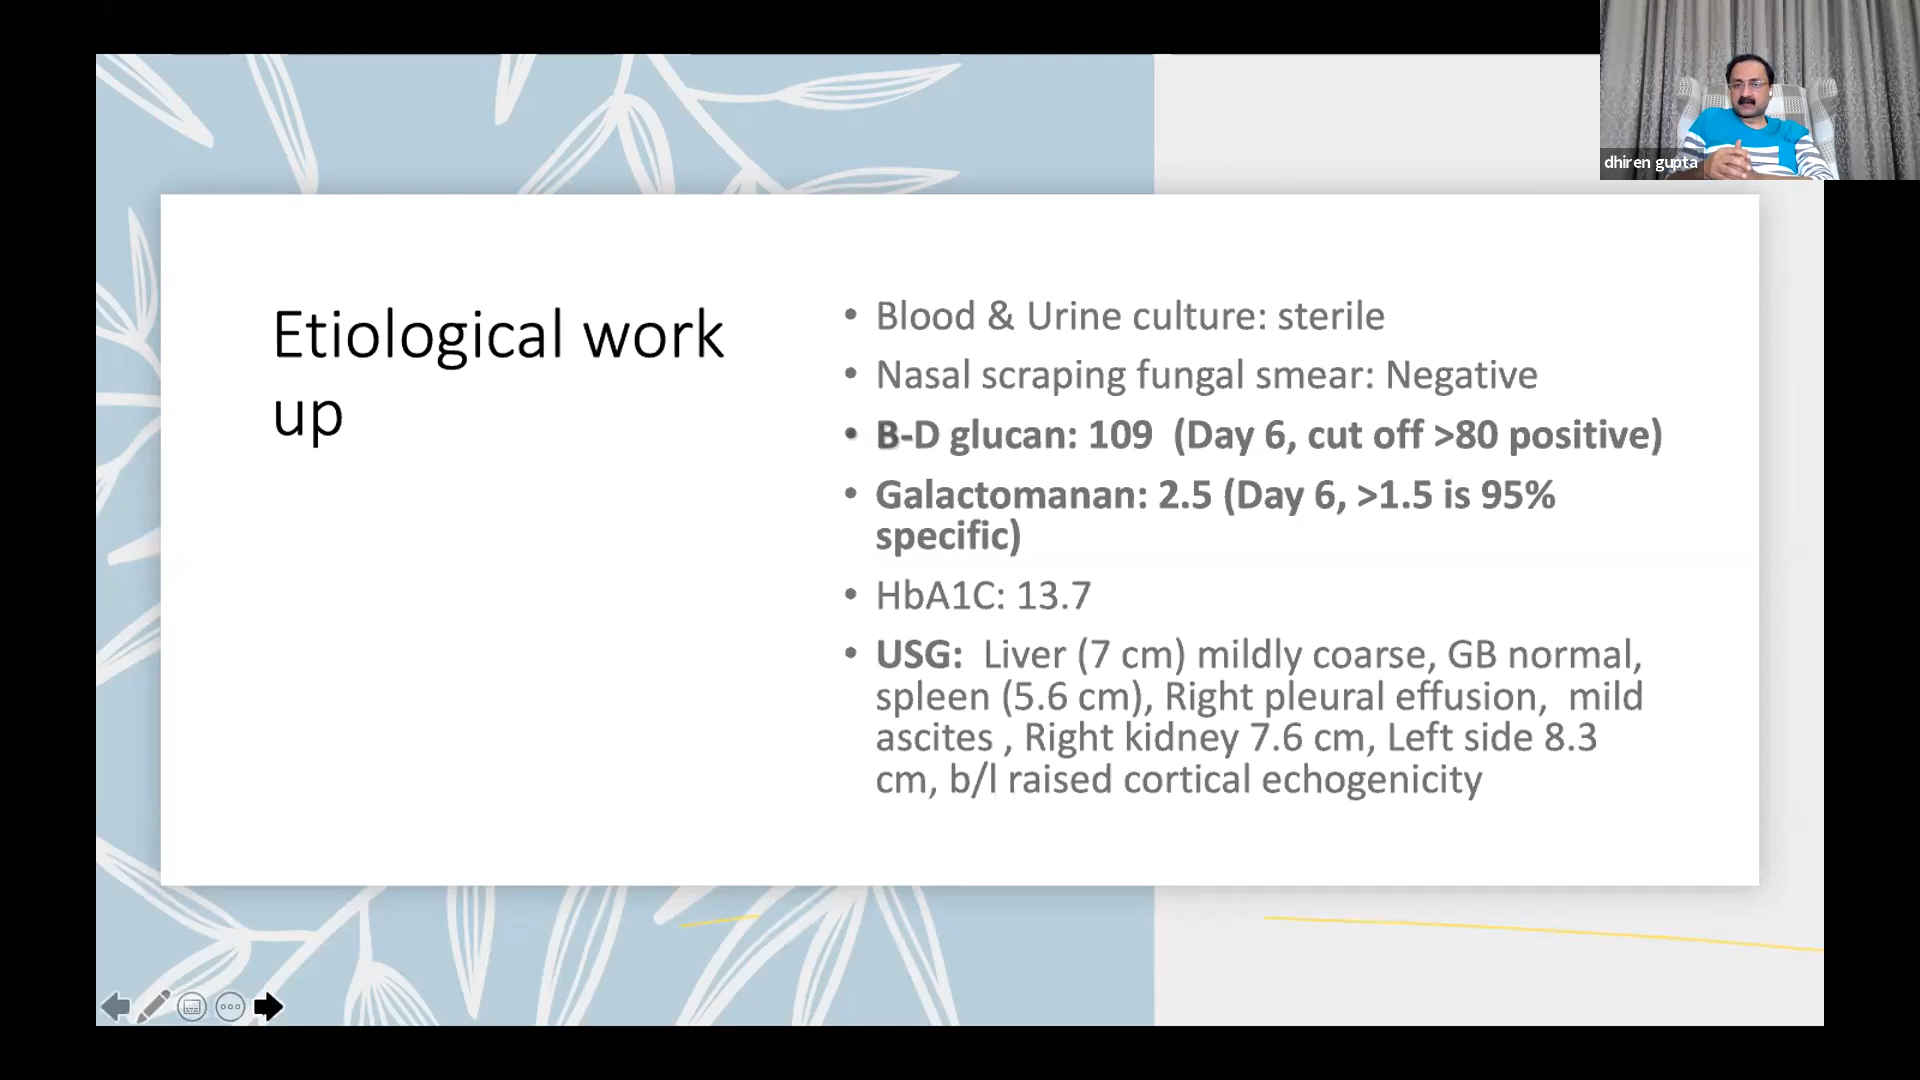 dhiren gupta
Etiological work
up
• Blood & Urine culture: sterile
• Nasal scraping fungal smear: Negative
• B-D glucan: 109 (Day 6, cut off >80 positive)
• Galactomanan: 2.5 (Day 6, >1.5 is 95%
specific)
• HbA1C: 13.7
• USG: Liver (7 cm) mildly coarse, GB normal,
spleen (5.6 cm), Right pleural effusion, mild
ascites , Right kidney 7.6 cm, Left side 8.3
cm, b/l raised cortical echogenicity